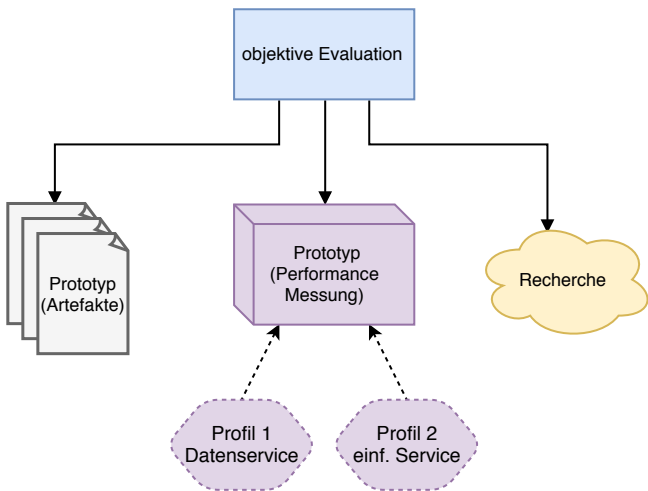 objektive Evaluation
Prototyp
(Artefakte)
Prototyp
(Performance
Messung)
Recherche
Profil 1
Datenservice
Profil 2
einf. Service